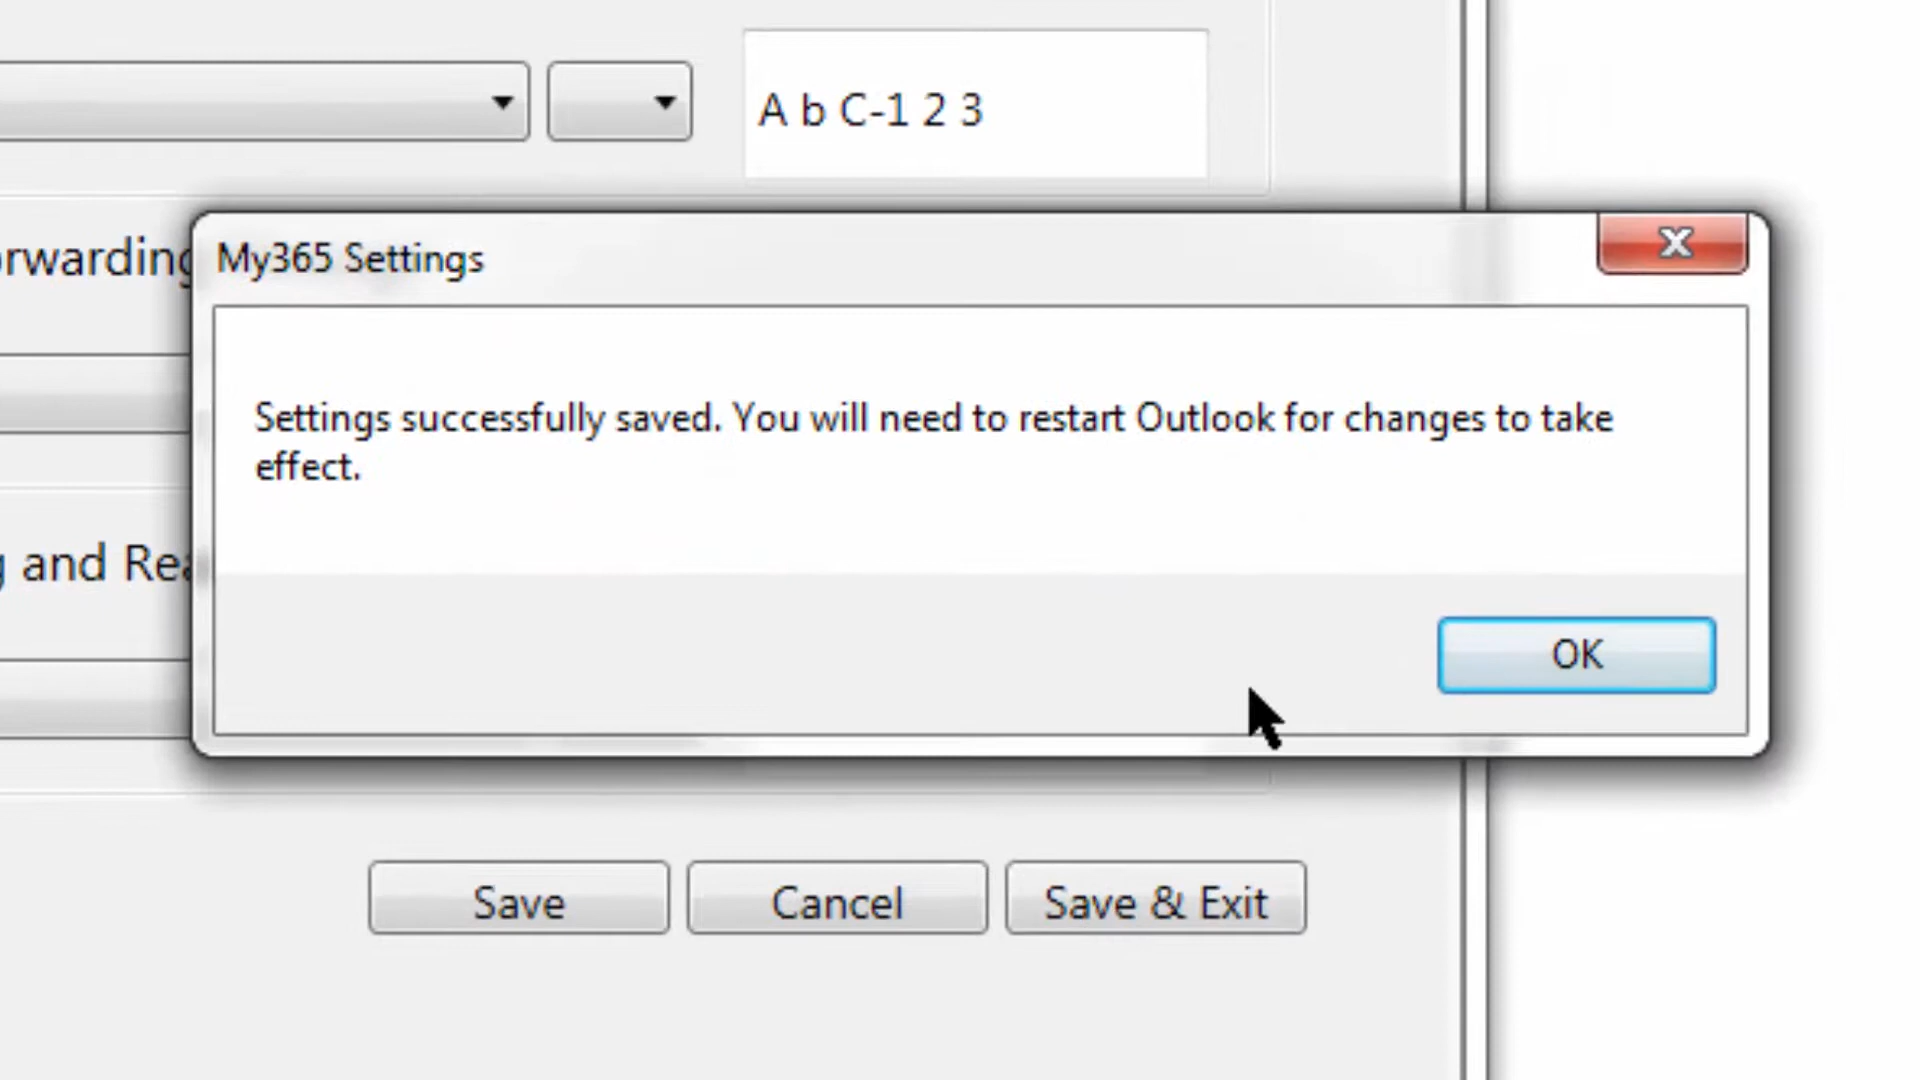 A b C-1 2 3
My365 Settings
Settings successfully saved. You will need to restart Outlook for changes to take
effect.
and
OK
Save
Cancel
Save & Exit